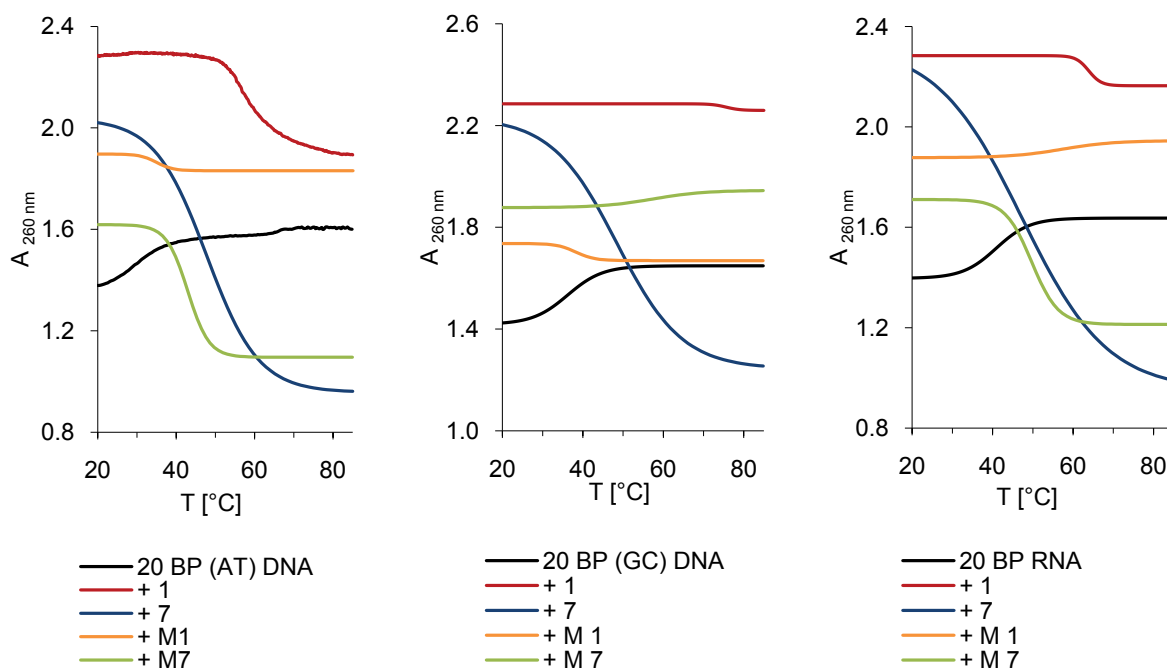 2.4
2.0
1.6
1.2
0.8
A 260 nm
20 40 60 80
T [°C]
20 BP (AT) DNA
+ 1
+ 7
+ M1
+ M7
2.6
2.2
1.8
1.4
1.0
A 260 nm
20 40 60 80
T [°C]
20 BP (GC) DNA
+ 1
+ 7
+ M 1
+ M 7
2.4
2.0
1.6
1.2
0.8
A 260 nm
20 40 60 80
T [°C]
20 BP RNA
+ 1
+ 7
+ M 1
+ M 7